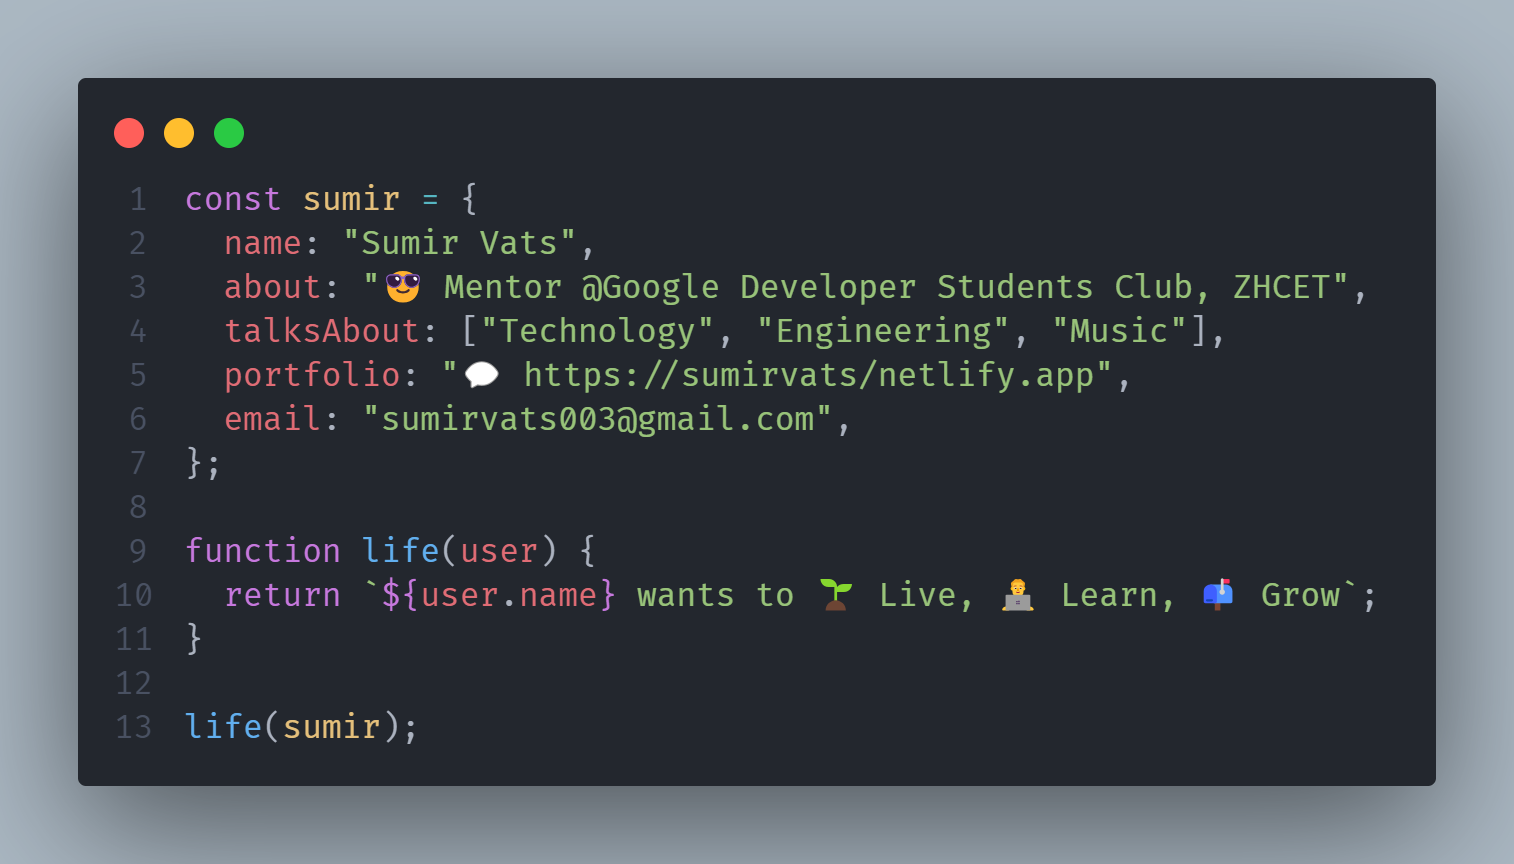 1 const sumir = {
2   name: "Sumir Vats",
3   about: "😎 Mentor @Google Developer Students Club, ZHCET",
4   talksAbout: ["Technology", "Engineering", "Music"],
5   portfolio: "💬 https://sumirvats/netlify.app",
6   email: "sumirvats003@gmail.com",
7 };
8
9 function life(user) {
10   return `${user.name} wants to 🌱 Live, 👨‍💻 Learn, 📫 Grow`;
11 }
12
13 life(sumir);